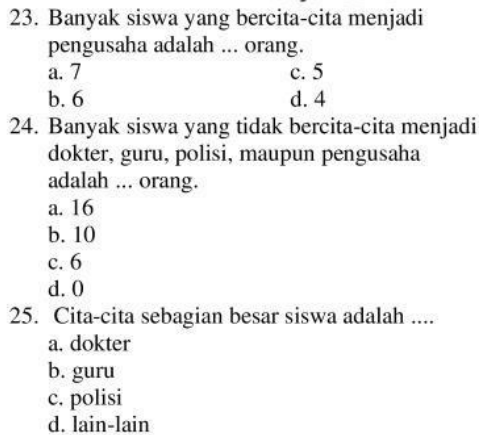 23. Banyak siswa yang bercita-cita menjadi
pengusaha adalah ... orang.
a. 7 c. 5
b. 6 d. 4
24. Banyak siswa yang tidak bercita-cita menjadi
dokter, guru, polisi, maupun pengusaha
adalah ... orang.
a. 16
b. 10
c. 6
d. 0
25. Cita-cita sebagian besar siswa adalah ....
a. dokter
b. guru
c. polisi
d. lain-lain